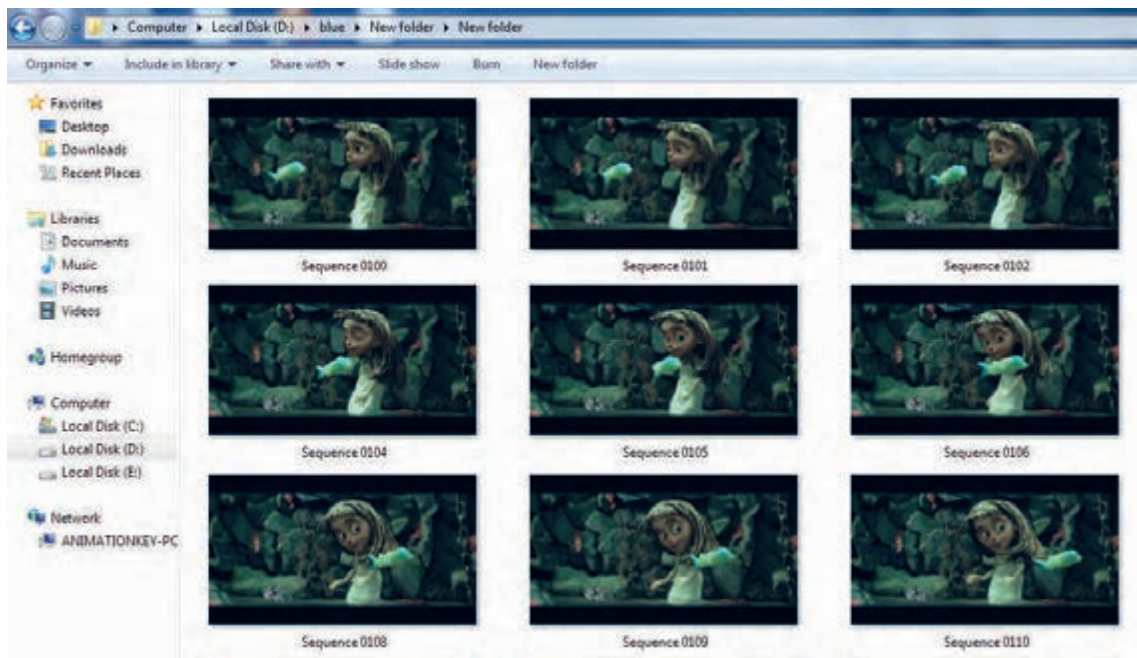 Computer ▸ Local Disk (D:) ▸ blue ▸ New folder ▸ New folder
Organize Include in library Share with Slide show Burn New folder
Favorites
Desktop
Downloads
Recent Places
Libraries
Documents
Music
Pictures
Videos
Homegroup
Computer
Local Disk (C:)
Local Disk (D:)
Local Disk (E:)
Network
ANIMATIONKEY-PC
Sequence 0100 Sequence 0101 Sequence 0102
Sequence 0104 Sequence 0105 Sequence 0106
Sequence 0108 Sequence 0109 Sequence 0110